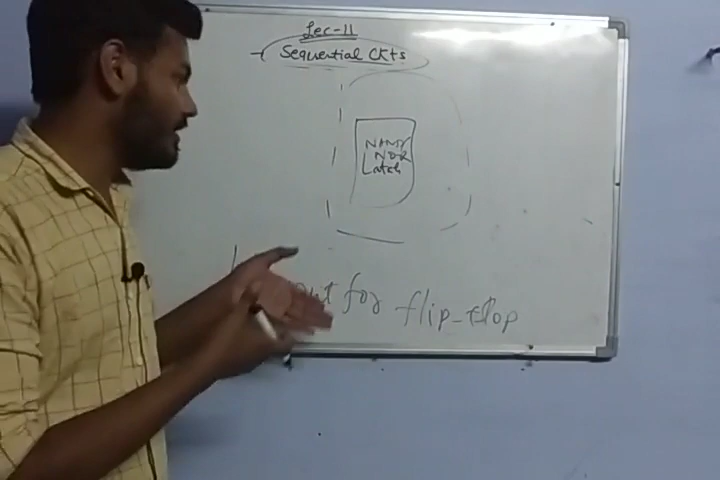 Lec-11
Sequential CKTs
NAND
NOR
Latch
for flip-flop